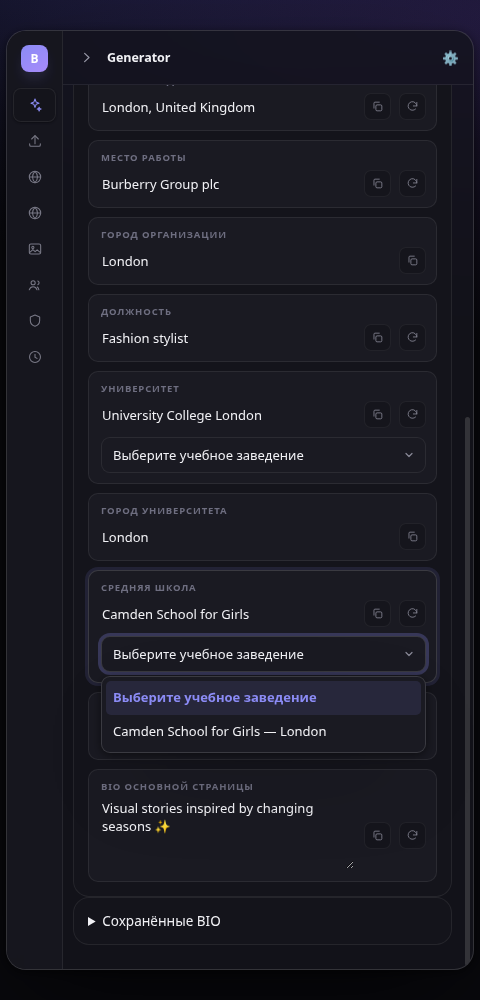 B
Generator
London, United Kingdom
МЕСТО РАБОТЫ
Burberry Group plc
ГОРОД ОРГАНИЗАЦИИ
London
ДОЛЖНОСТЬ
Fashion stylist
УНИВЕРСИТЕТ
University College London
Выберите учебное заведение
ГОРОД УНИВЕРСИТЕТА
London
СРЕДНЯЯ ШКОЛА
Camden School for Girls
Выберите учебное заведение
Выберите учебное заведение
Camden School for Girls — London
BIO ОСНОВНОЙ СТРАНИЦЫ
Visual stories inspired by changing
seasons ✨
Сохранённые BIO